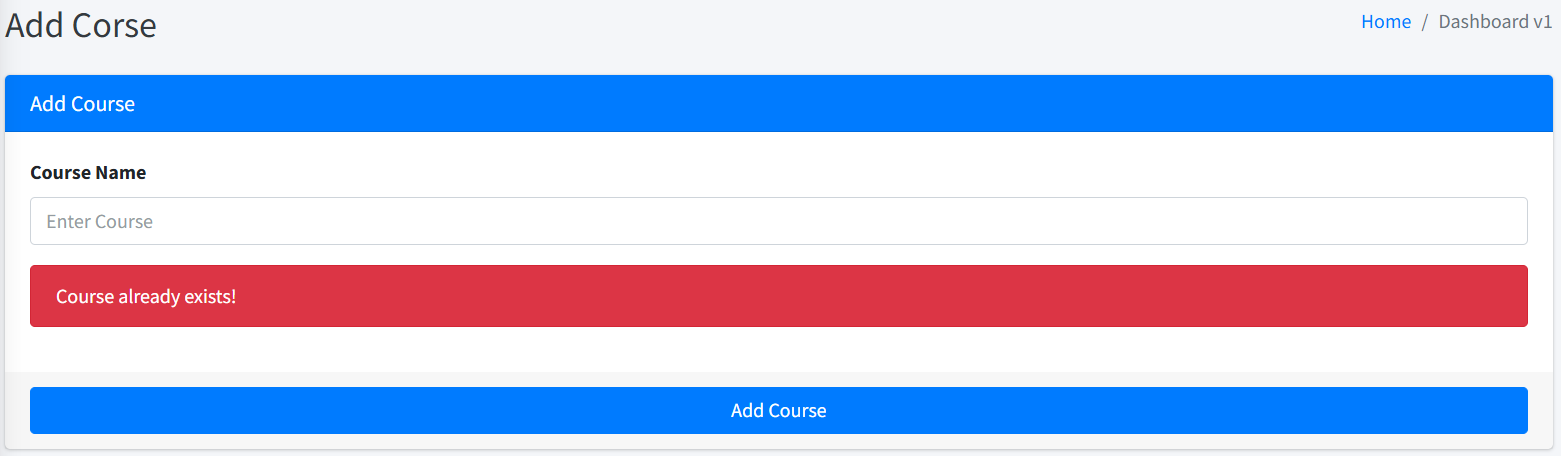 Add Corse
Home / Dashboard v1
Add Course
Course Name
Enter Course
Course already exists!
Add Course